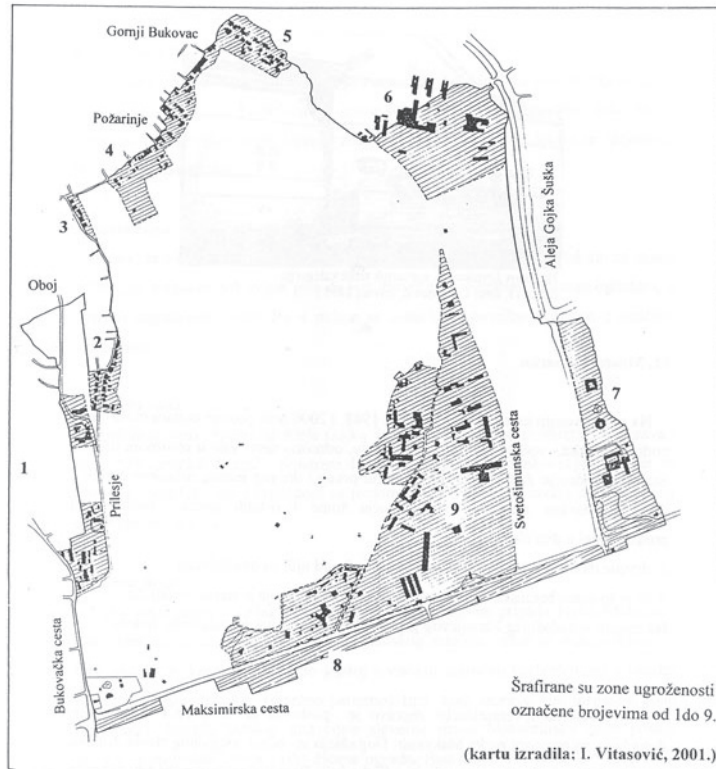 Gornji Bukovac
5
6
Požarinje
4
3
Aleja Gojka Šuška
Oboj
2
7
1
Prilesje
Svetošimunska cesta
9
Bukovačka cesta
8
Maksimirska cesta
Šrafirane su zone ugroženosti
označene brojevima od 1do 9.
(kartu izradila: I. Vitasović, 2001.)